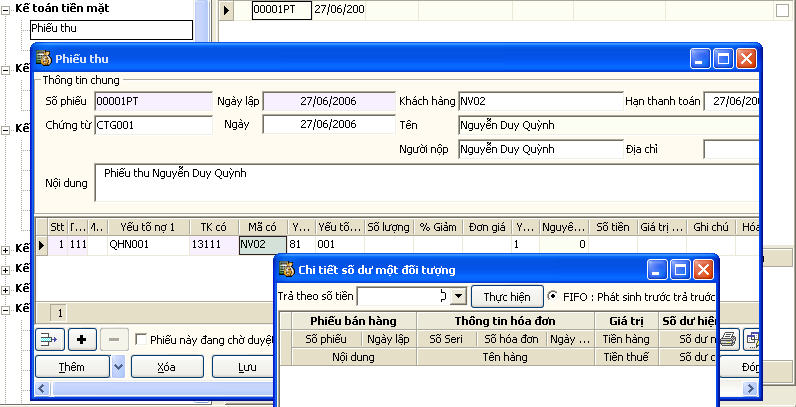 Kế toán tiền mặt
00001PT 27/06/200
Phiếu thu
Phiếu thu
Thông tin chung
Số phiếu 00001PT Ngày lập 27/06/2006 Khách hàng NV02 Hạn thanh toán 27/06/20
Chứng từ CTG001 Ngày 27/06/2006 Tên Nguyễn Duy Quỳnh
Người nộp Nguyễn Duy Quỳnh Địa chỉ
Nội dung Phiếu thu Nguyễn Duy Quỳnh
Stt T... M.. Yếu tố nợ 1 TK có Mã có Y... Yếu tố... Số lượng % Giảm Đơn giá Y... Nguyê... Số tiền Giá trị ... Ghi chú Hóa
1 111 QHN001 13111 NV02 81 001 1 0
Chi tiết số dư một đối tượng
Trả theo số tiền Thực hiện FIFO : Phát sinh trước trả trước
1
Phiếu bán hàng Thông tin hóa đơn Giá trị Số dư hiện
Số phiếu Ngày lập Số Seri Số hóa đơn Ngày ... Tiền hàng Số dư n
Nội dung Tên hàng Tiền thuế Số dư c
Phiếu này đang chờ duyệt
Thêm Xóa Lưu Đón